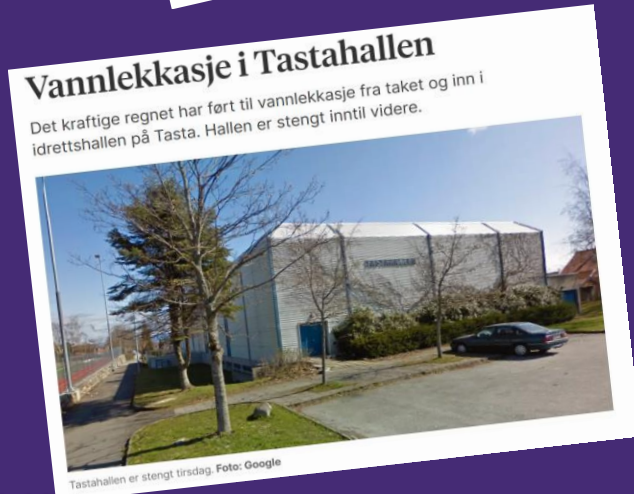 Vannlekkasje i Tastahallen
Det kraftige regnet har ført til vannlekkasje fra taket og inn i
idrettshallen på Tasta. Hallen er stengt inntil videre.
Tastahallen er stengt tirsdag. Foto: Google